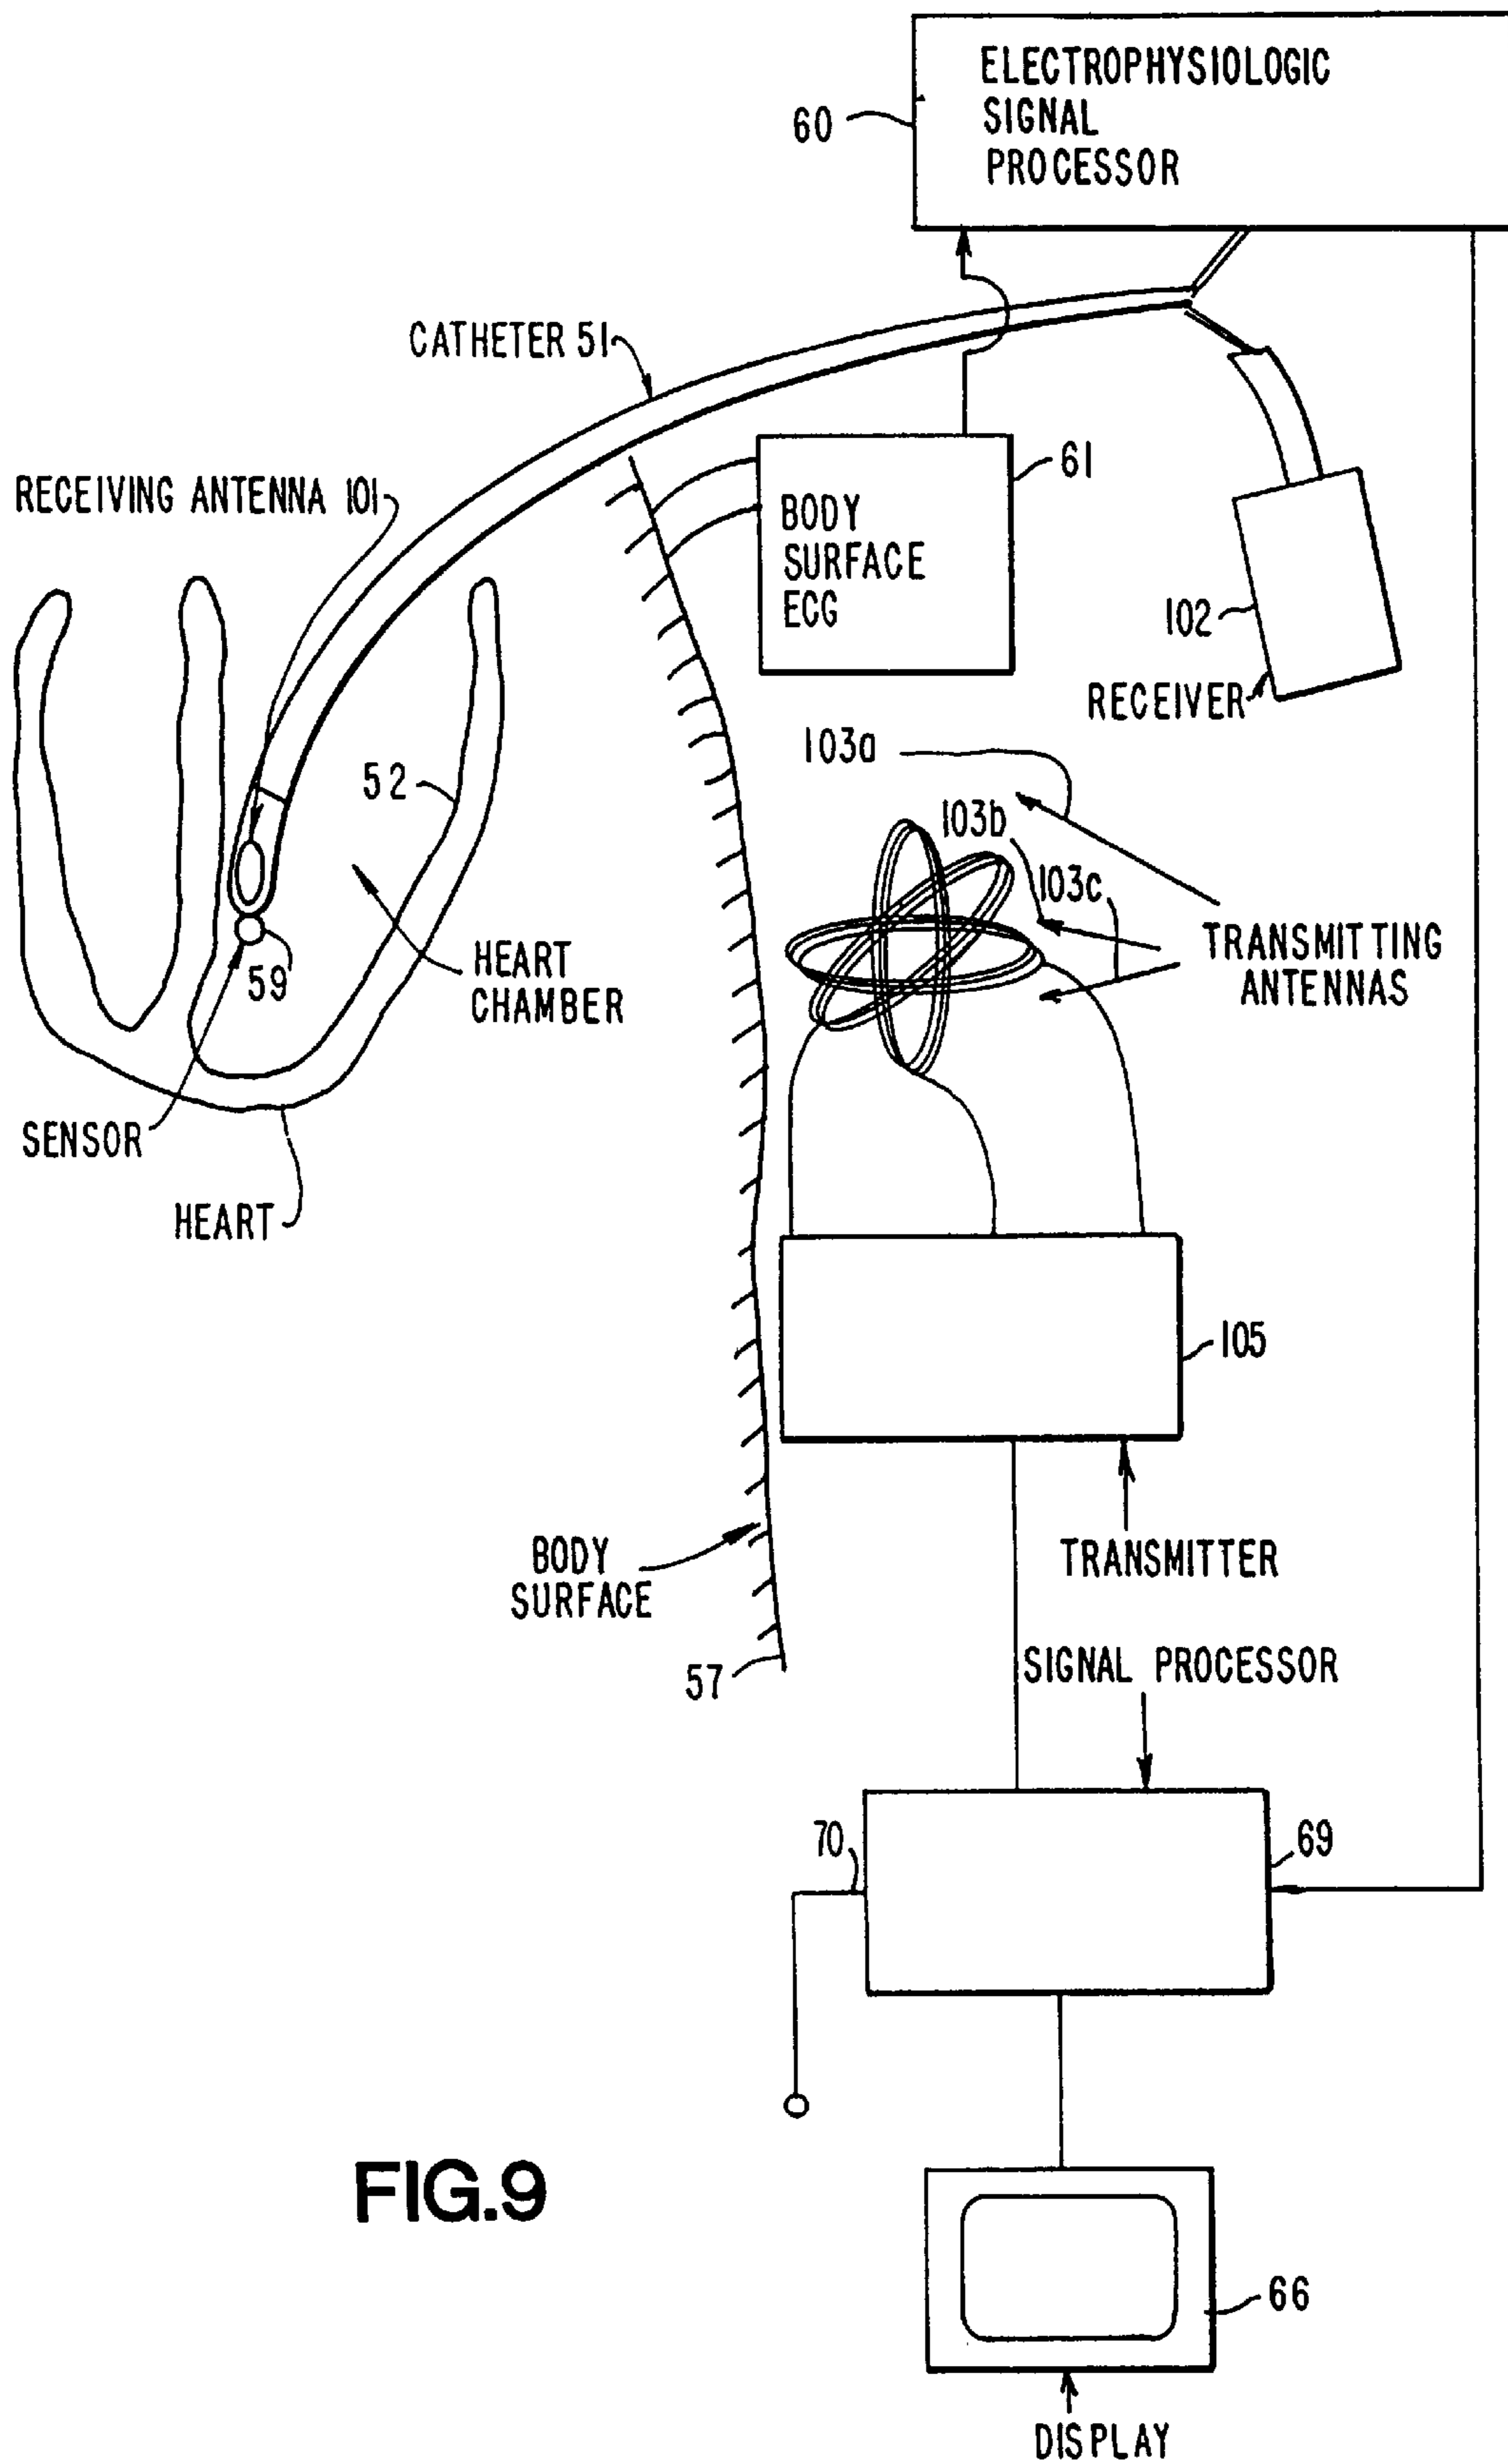 ELECTROPHYSIOLOGIC
SIGNAL
PROCESSOR
60
CATHETER 51
RECEIVING ANTENNA 101
61
BODY
SURFACE
ECG
102
RECEIVER
103a
52
103b
103c
TRANSMITTING
ANTENNAS
59
HEART
CHAMBER
SENSOR
HEART
105
TRANSMITTER
BODY
SURFACE
57
SIGNAL PROCESSOR
70
69
FIG.9
66
DISPLAY